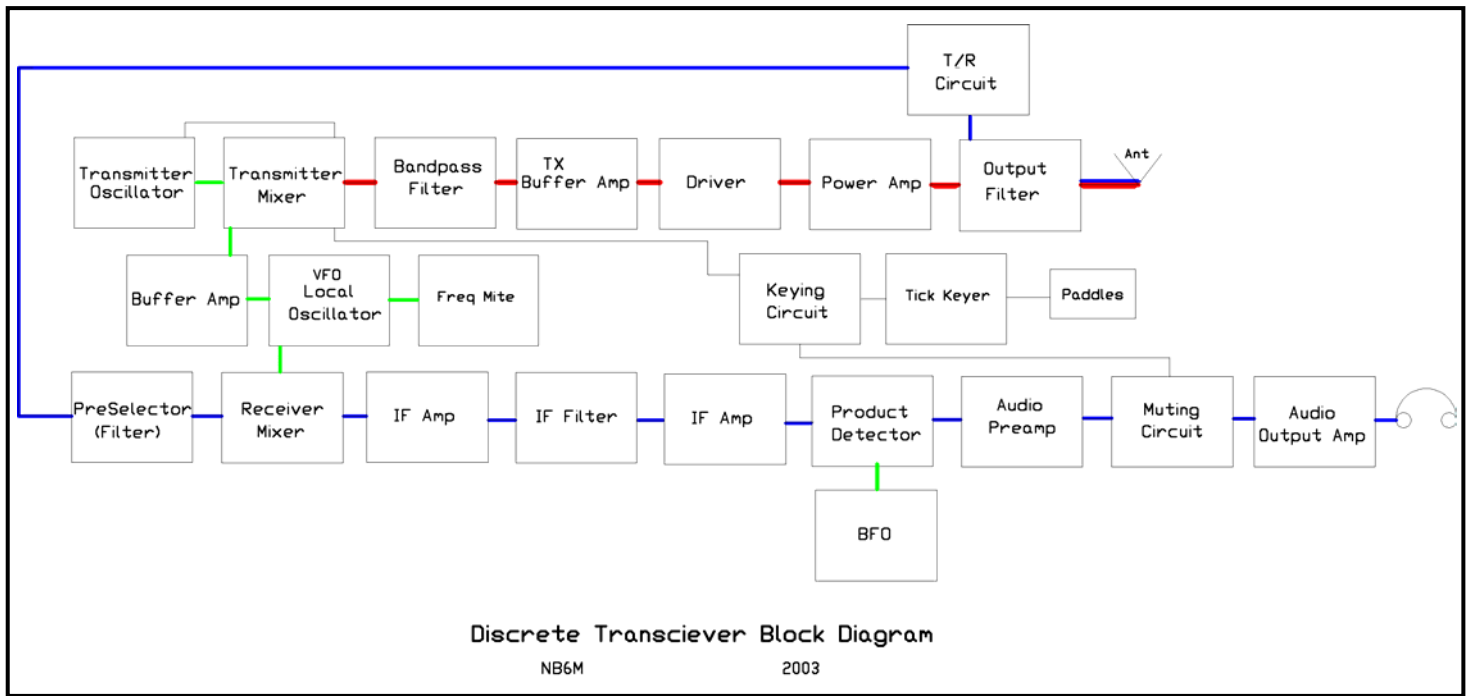 T/R
Circuit
Transmitter
Oscillator
Transmitter
Mixer
Bandpass
Filter
TX
Buffer Amp
Driver
Power Amp
Output
Filter
Ant
Buffer Amp
VFO
Local
Oscillator
Freq Mite
Keying
Circuit
Tick Keyer
Paddles
PreSelector
(Filter)
Receiver
Mixer
IF Amp
IF Filter
IF Amp
Product
Detector
Audio
Preamp
Muting
Circuit
Audio
Output Amp
BFO
Discrete Transciever Block Diagram
NB6M 2003